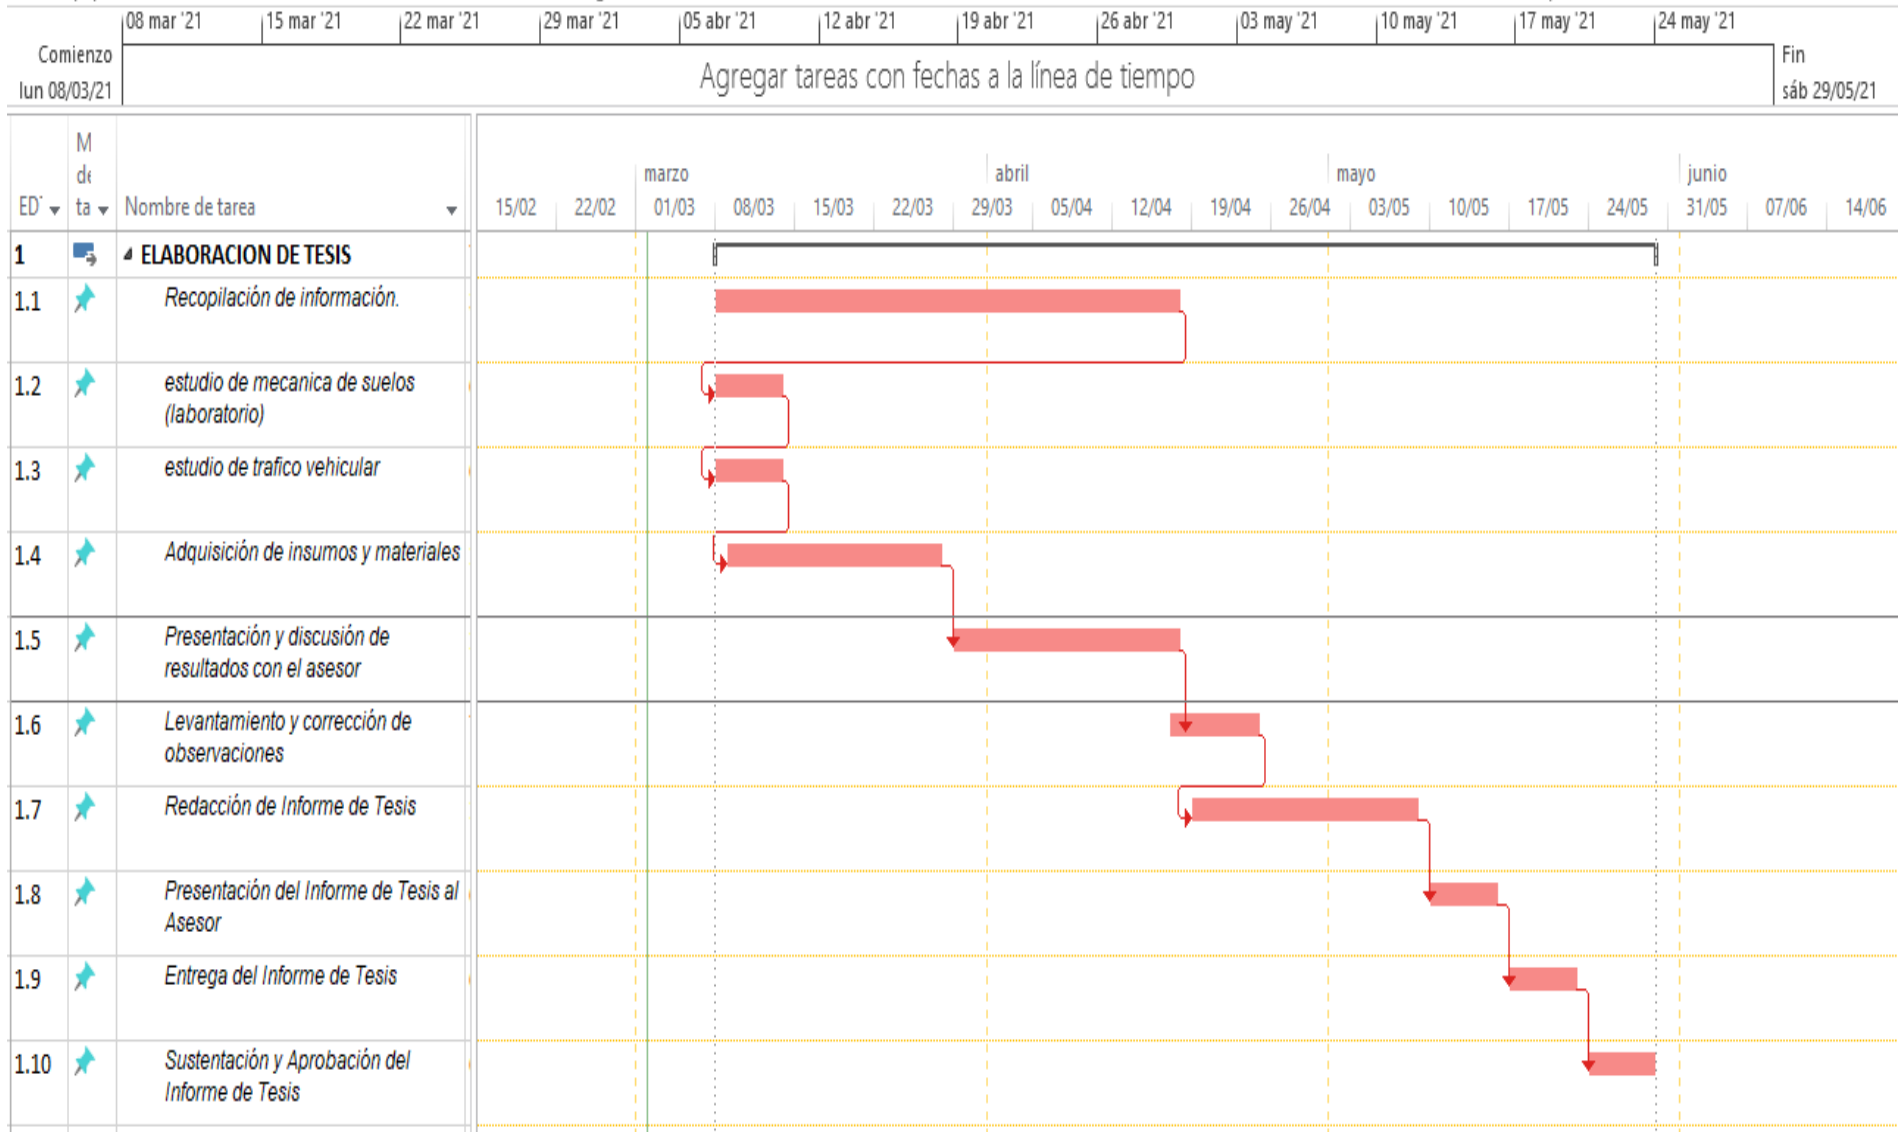 08 mar '21 15 mar '21 22 mar '21 29 mar '21 05 abr '21 12 abr '21 19 abr '21 26 abr '21 03 may '21 10 may '21 17 may '21 24 may '21
Comienzo
lun 08/03/21
Agregar tareas con fechas a la línea de tiempo
Fin
sáb 29/05/21
M
de
ta
EDT
Nombre de tarea
marzo abril mayo junio
15/02 22/02 01/03 08/03 15/03 22/03 29/03 05/04 12/04 19/04 26/04 03/05 10/05 17/05 24/05 31/05 07/06 14/06
1 ELABORACION DE TESIS
1.1 Recopilación de información.
1.2 estudio de mecanica de suelos
(laboratorio)
1.3 estudio de trafico vehicular
1.4 Adquisición de insumos y materiales
1.5 Presentación y discusión de
resultados con el asesor
1.6 Levantamiento y corrección de
observaciones
1.7 Redacción de Informe de Tesis
1.8 Presentación del Informe de Tesis al
Asesor
1.9 Entrega del Informe de Tesis
1.10 Sustentación y Aprobación del
Informe de Tesis